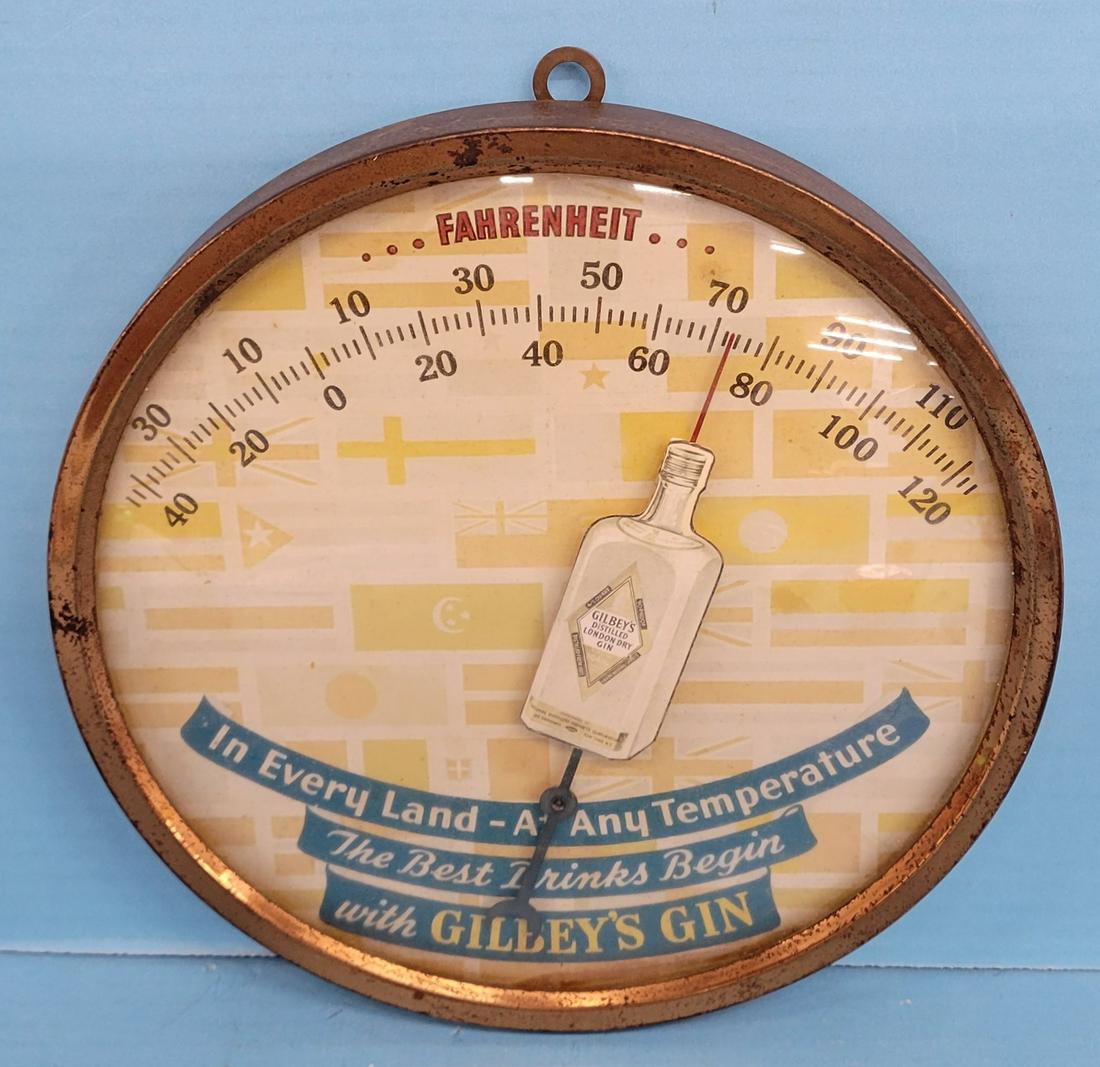 FAHRENHEIT
30 50 70
10 90
10 110
30 20 40 60 80
0 100
20 120
40
GILBEY'S
DISTILLED
LONDON DRY
GIN
In Every Land - At Any Temperature
The Best Drinks Begin
with GILBEY'S GIN